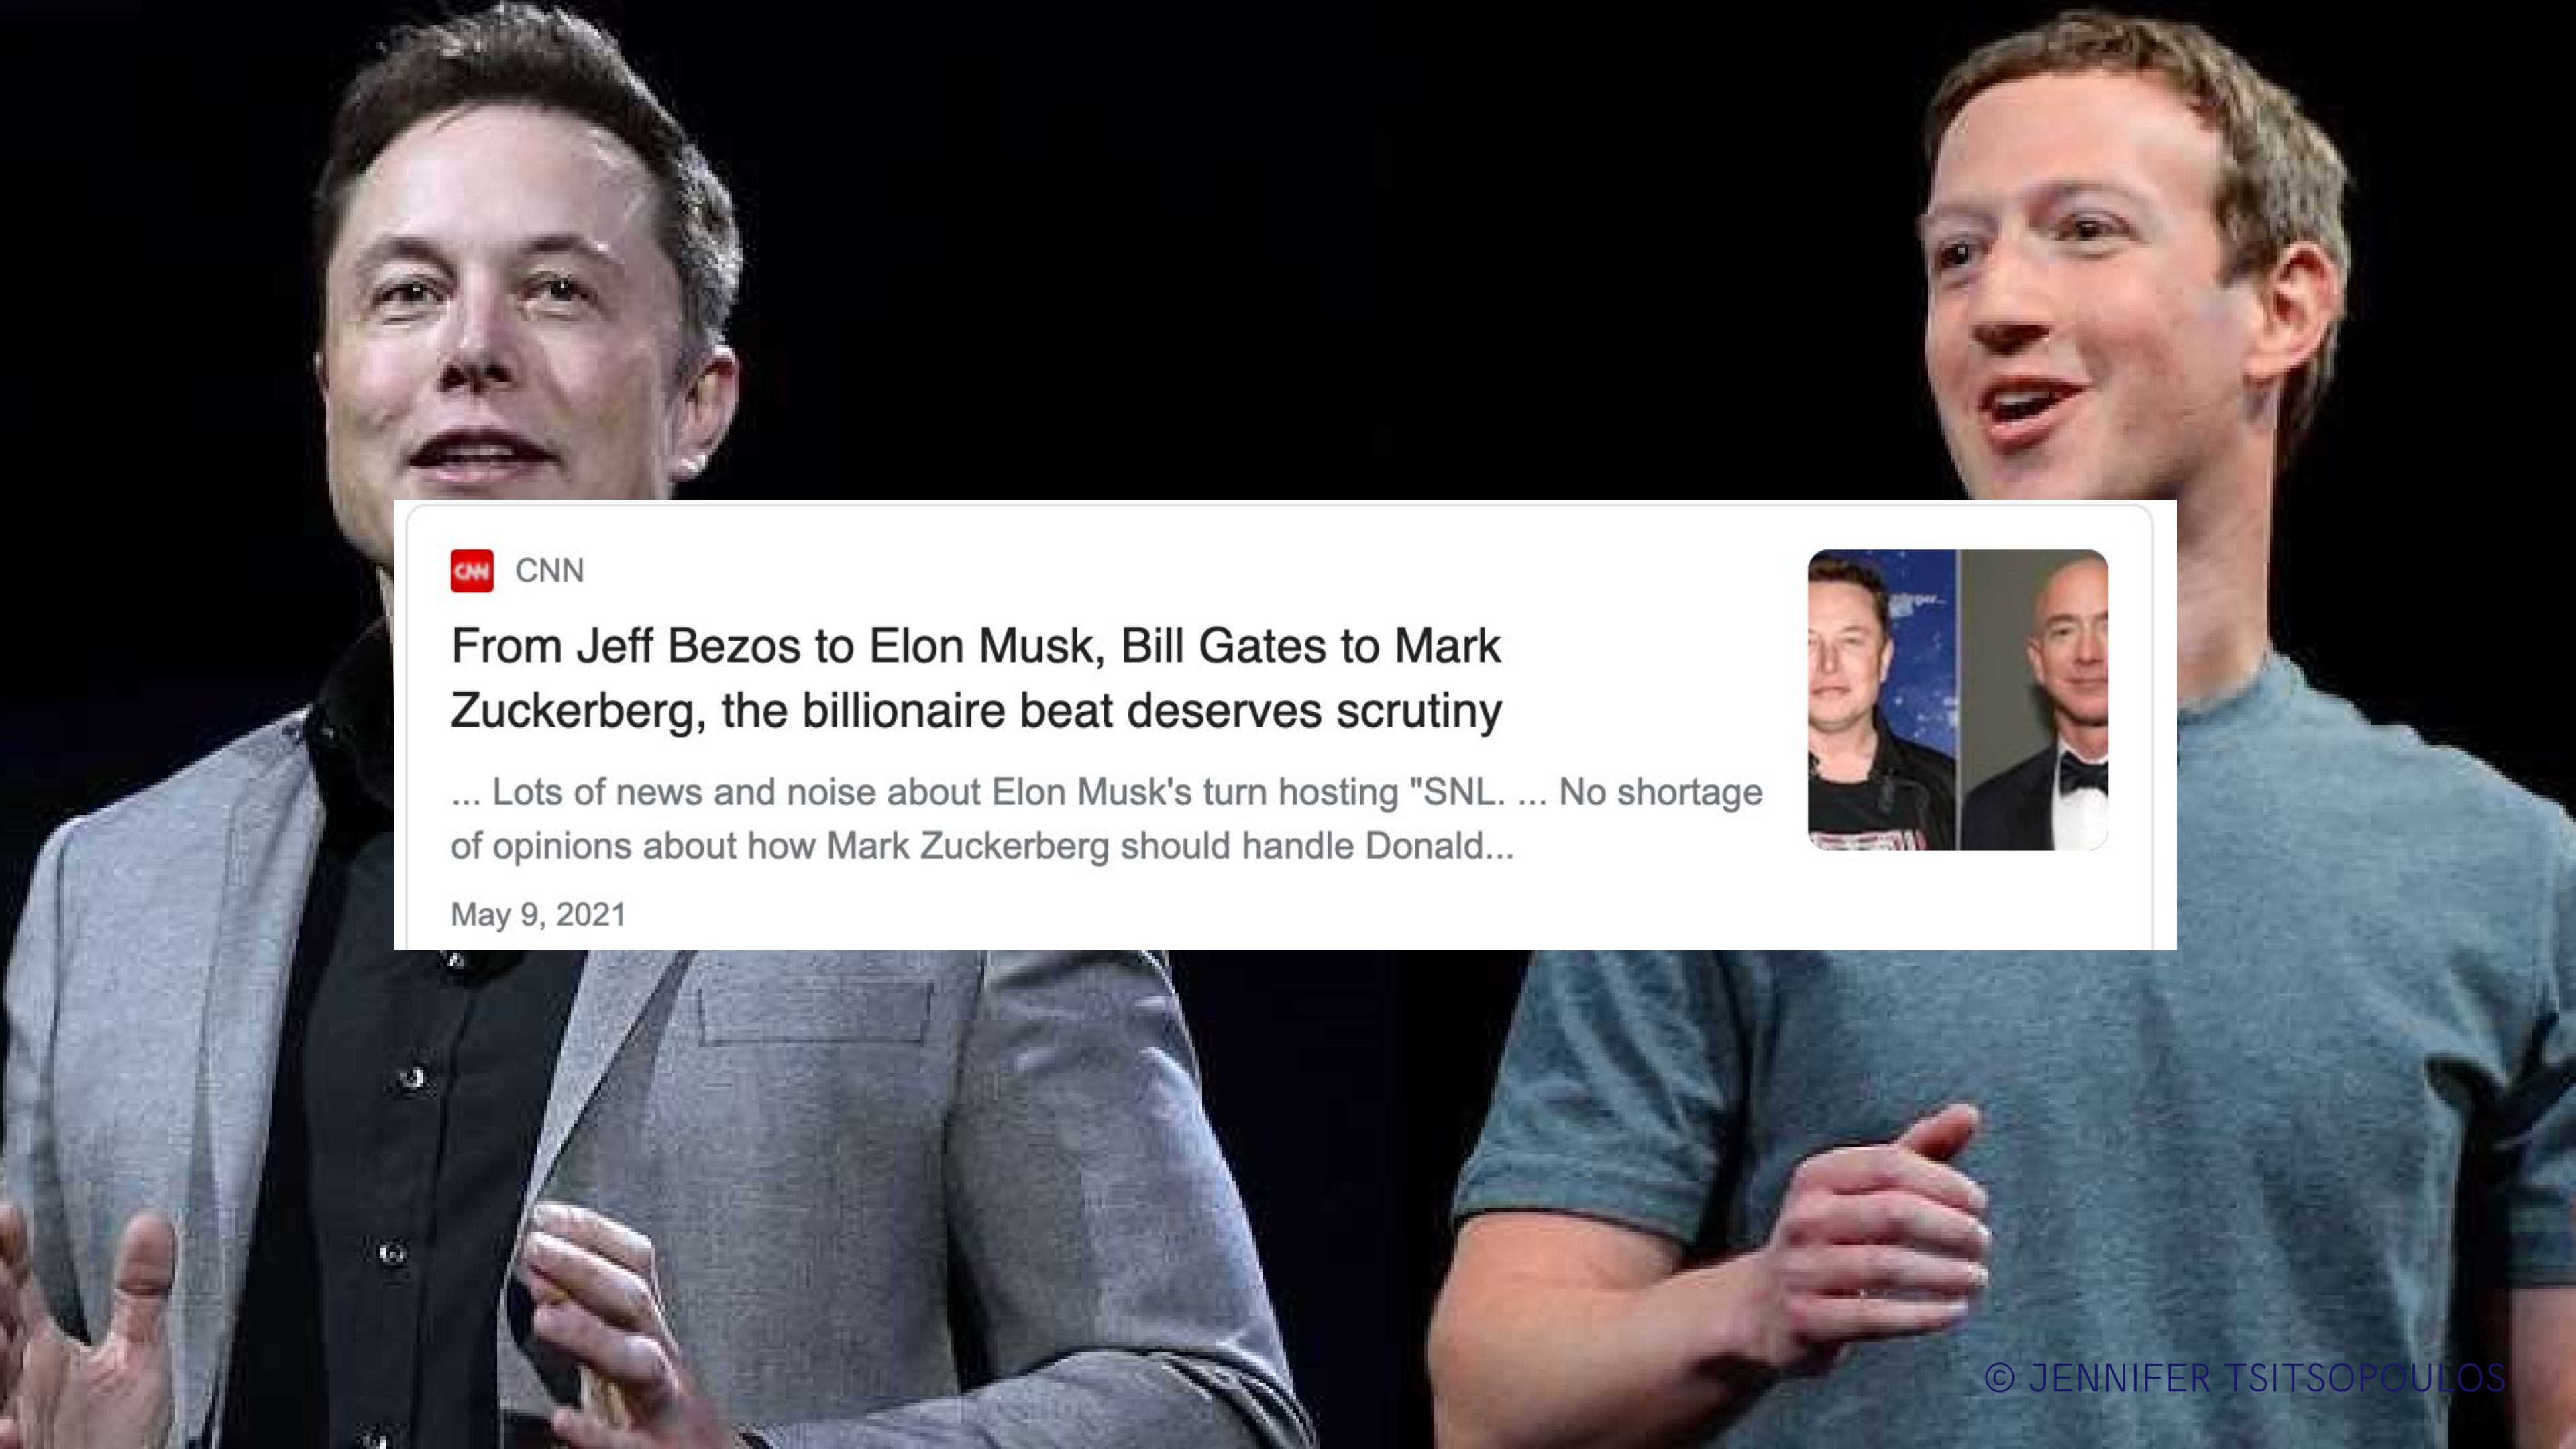 CNN CNN
From Jeff Bezos to Elon Musk, Bill Gates to Mark
Zuckerberg, the billionaire beat deserves scrutiny
... Lots of news and noise about Elon Musk's turn hosting "SNL. ... No shortage
of opinions about how Mark Zuckerberg should handle Donald...
May 9, 2021
© JENNIFER TSITSOPOULOS